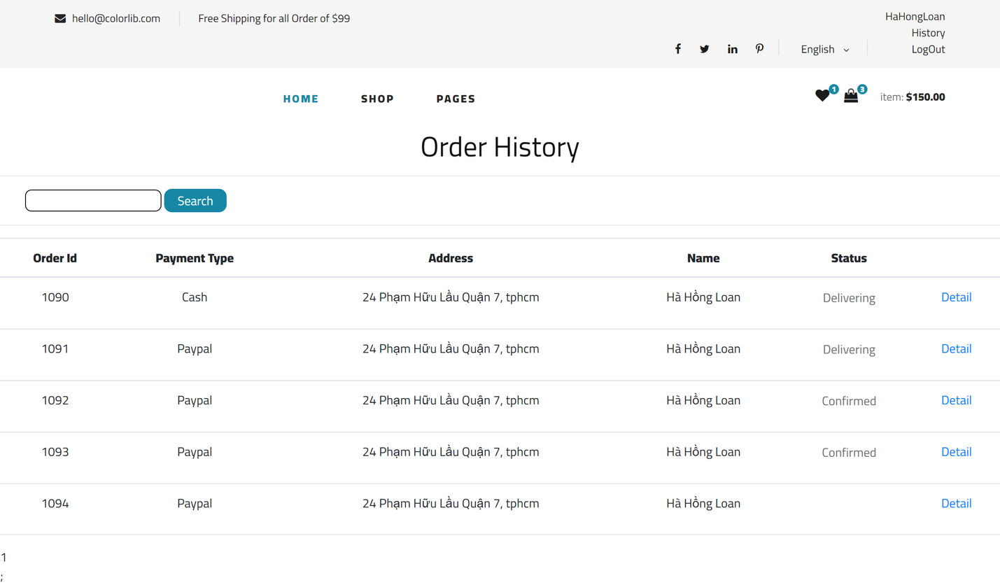 hello@colorlib.com
Free Shipping for all Order of $99
HaHongLoan
History
English
LogOut
HOME SHOP PAGES
1 3 item: $150.00
Order History
Search
Order Id Payment Type Address Name Status
1090 Cash 24 Phạm Hữu Lầu Quận 7, tphcm Hà Hồng Loan Delivering Detail
1091 Paypal 24 Phạm Hữu Lầu Quận 7, tphcm Hà Hồng Loan Delivering Detail
1092 Paypal 24 Phạm Hữu Lầu Quận 7, tphcm Hà Hồng Loan Confirmed Detail
1093 Paypal 24 Phạm Hữu Lầu Quận 7, tphcm Hà Hồng Loan Confirmed Detail
1094 Paypal 24 Phạm Hữu Lầu Quận 7, tphcm Hà Hồng Loan Detail
1
;